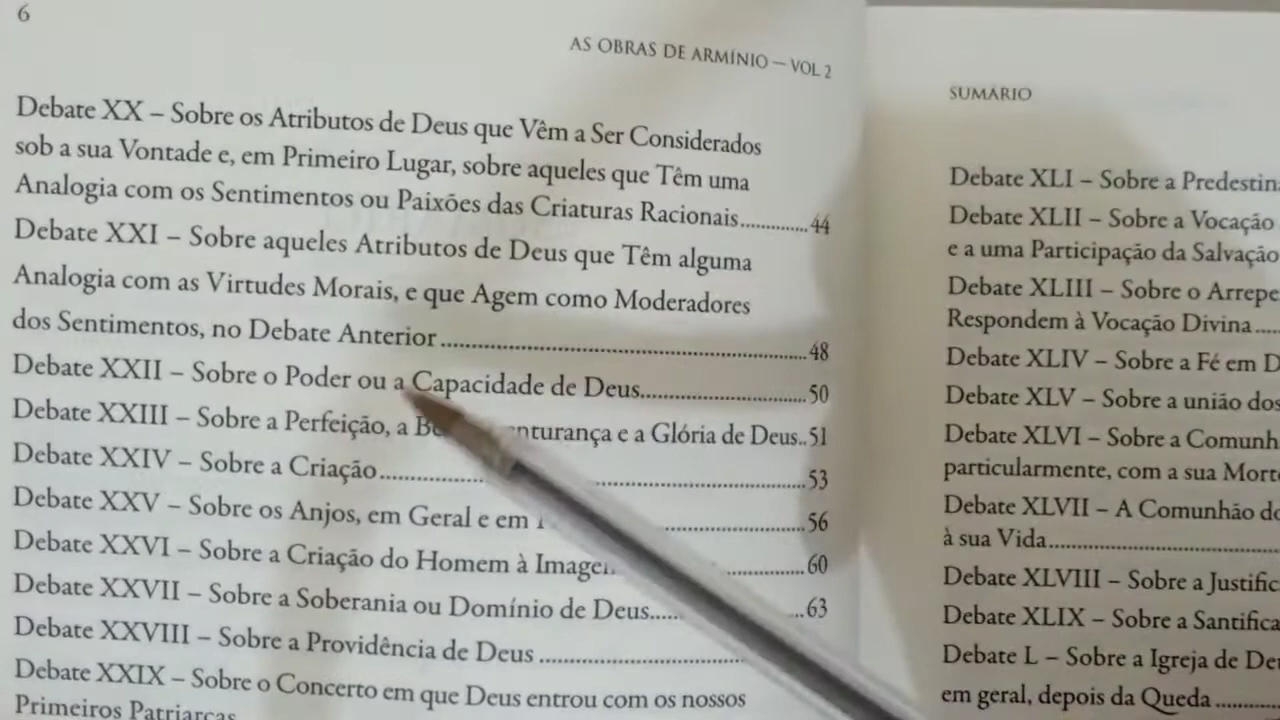 6
AS OBRAS DE ARMÍNIO — VOL 2
Debate XX – Sobre os Atributos de Deus que Vêm a Ser Considerados
sob a sua Vontade e, em Primeiro Lugar, sobre aqueles que Têm uma
Analogia com os Sentimentos ou Paixões das Criaturas Racionais..............44
Debate XXI – Sobre aqueles Atributos de Deus que Têm alguma
Analogia com as Virtudes Morais, e que Agem como Moderadores
dos Sentimentos, no Debate Anterior..............48
Debate XXII – Sobre o Poder ou a Capacidade de Deus..............50
Debate XXIII – Sobre a Perfeição, a e a Glória de Deus..51
Debate XXIV – Sobre a Criação..............53
Debate XXV – Sobre os Anjos, em Geral e em ..............56
Debate XXVI – Sobre a Criação do Homem à ..............60
Debate XXVII – Sobre a Soberania ou Domínio de Deus..............63
Debate XXVIII – Sobre a Providência de Deus ..............
Debate XXIX – Sobre o Concerto em que Deus entrou com os nossos
Primeiros Patriarcas
SUMÁRIO
Debate XLI – Sobre a
Debate XLII – Sobre a Vocação
e a uma Participação da Salvação
Debate XLIII – Sobre o
Respondem à Vocação Divina....
Debate XLIV – Sobre a Fé em
Debate XLV – Sobre a união dos
Debate XLVI – Sobre a
particularmente, com a sua
Debate XLVII – A Comunhão
à sua Vida..............
Debate XLVIII – Sobre a
Debate XLIX – Sobre a
Debate L – Sobre a Igreja de
em geral, depois da Queda..............